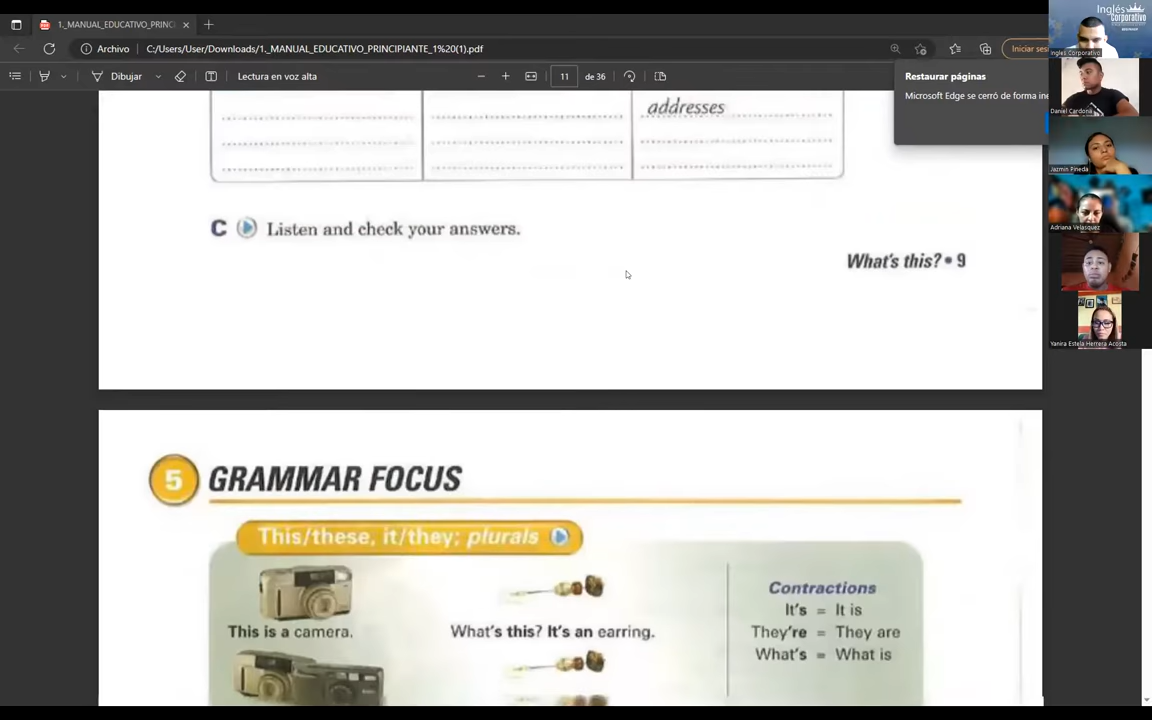 1._MANUAL_EDUCATIVO_PRINC
Archivo
C:/Users/User/Downloads/1._MANUAL_EDUCATIVO_PRINCIPIANTE_1%20(1).pdf
Iniciar ses
Dibujar
Lectura en voz alta
11 de 36
Restaurar páginas
Microsoft Edge se cerró de forma in
Inglés
Corporativo
Inglés Corporativo
Daniel Cardona
Jazmin Pineda
Adriana Velasquez
Yanira Estela Herrera Acosta
addresses
C Listen and check your answers.
What's this? • 9
5 GRAMMAR FOCUS
This/these, it/they; plurals
This is a camera.
What's this? It's an earring.
Contractions
It's = It is
They're = They are
What's = What is